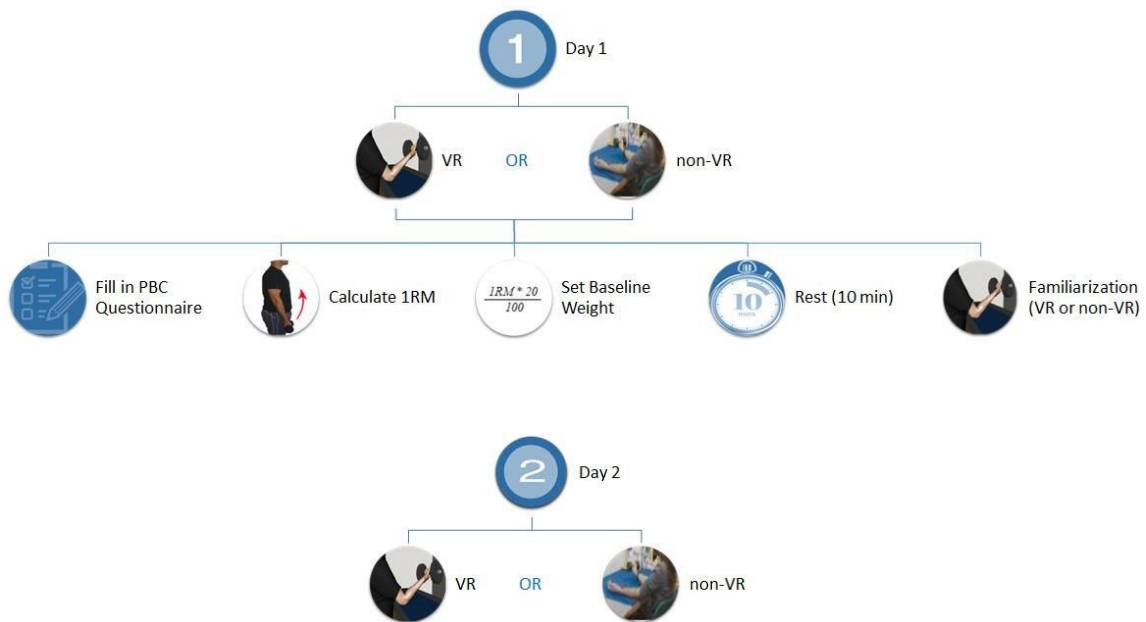 1
Day 1
VR
OR
non-VR
Fill in PBC
Questionnaire
Calculate 1RM
1RM * 20
100
Set Baseline
Weight
10
Rest (10 min)
Familiarization
(VR or non-VR)
2
Day 2
VR
OR
non-VR